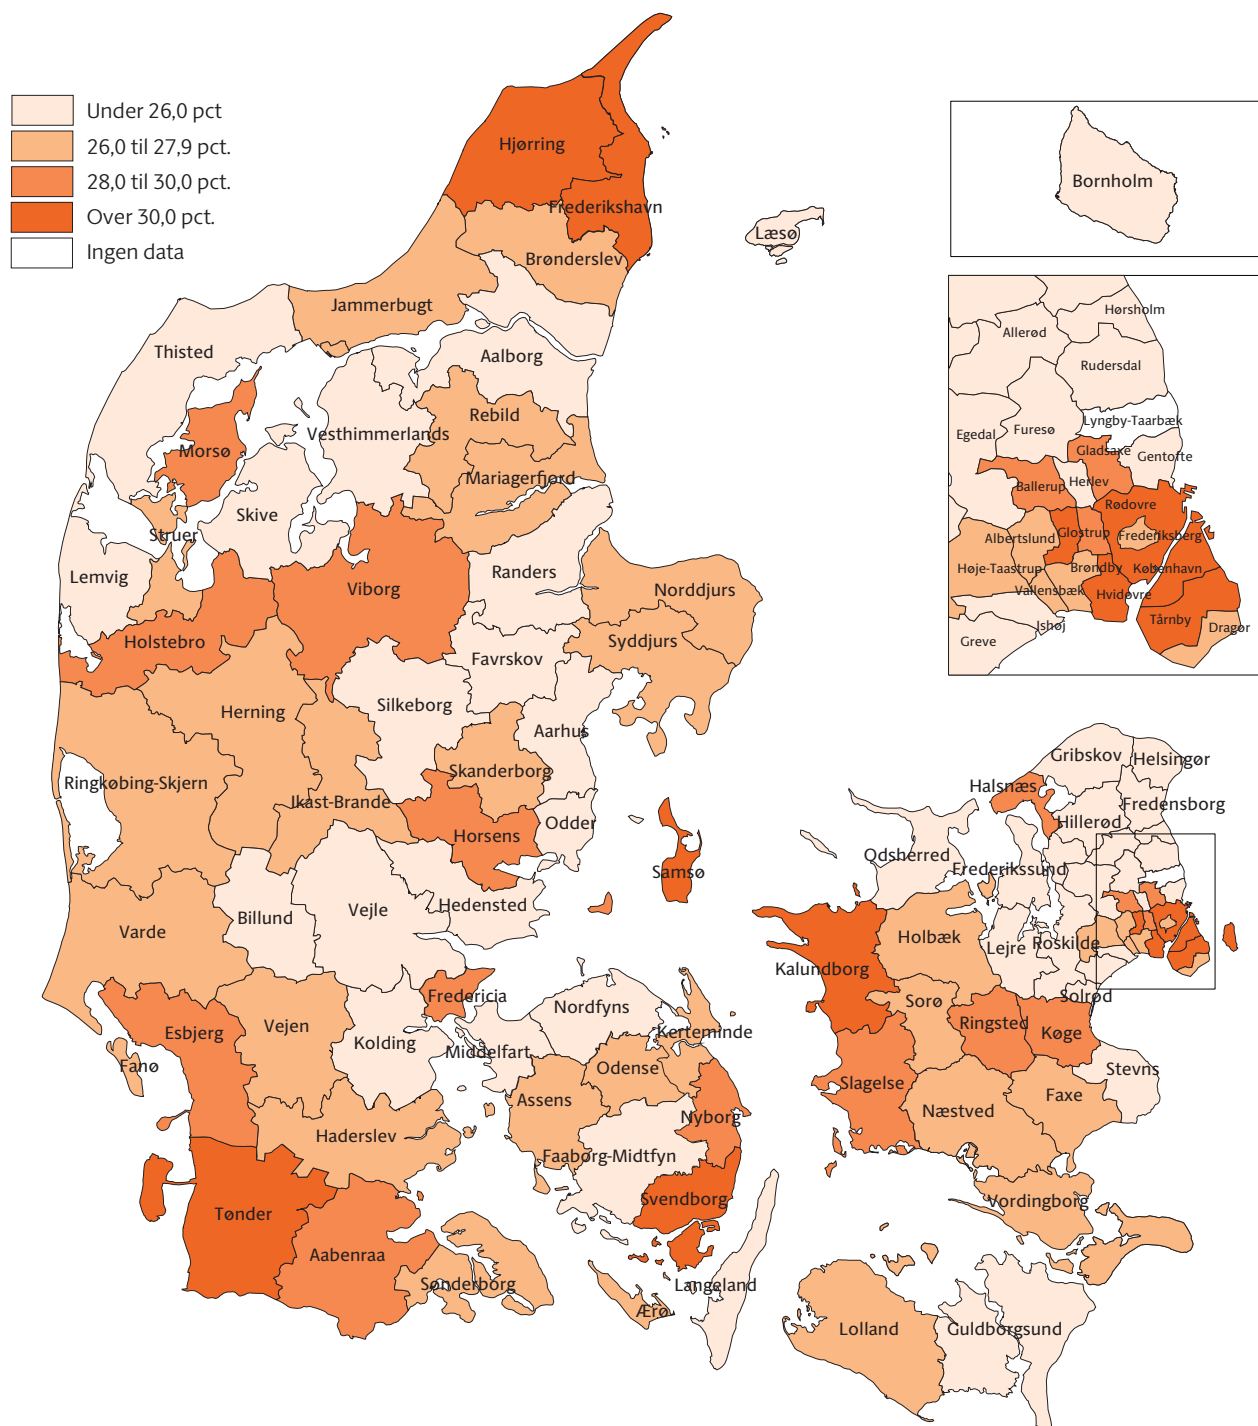 Under 26,0 pct
26,0 til 27,9 pct.
28,0 til 30,0 pct.
Over 30,0 pct.
Ingen data
Hjørring
Frederikshavn
Læsø
Brønderslev
Jammerbugt
Thisted
Aalborg
Rebild
Vesthimmerlands
Morsø
Mariagerfjord
Skive
Struer
Lemvig
Viborg
Randers
Norddjurs
Syddjurs
Holstebro
Favrskov
Silkeborg
Herning
Aarhus
Skanderborg
Ringkøbing-Skjern
Ikast-Brande
Horsens
Odder
Samsø
Hedensted
Billund
Vejle
Varde
Fredericia
Esbjerg
Vejen
Kolding
Fanø
Haderslev
Tønder
Aabenraa
Sønderborg
Nordfyns
Middelfart
Kerteminde
Odense
Assens
Nyborg
Faaborg-Midtfyn
Svendborg
Langeland
Ærø
Bornholm
Hørsholm
Allerød
Rudersdal
Lyngby-Taarbæk
Furesø
Egedal
Gladsaxe
Gentofte
Herlev
Ballerup
Rødovre
Glostrup
Frederiksberg
Albertslund
Høje-Taastrup
Brøndby
København
Vallensbæk
Hvidovre
Ishøj
Tårnby
Dragør
Greve
Gribskov
Helsingør
Halsnæs
Fredensborg
Hillerød
Odsherred
Frederikssund
Holbæk
Lejre
Roskilde
Kalundborg
Solrød
Sorø
Ringsted
Køge
Stevns
Slagelse
Næstved
Faxe
Vordingborg
Lolland
Guldborgsund